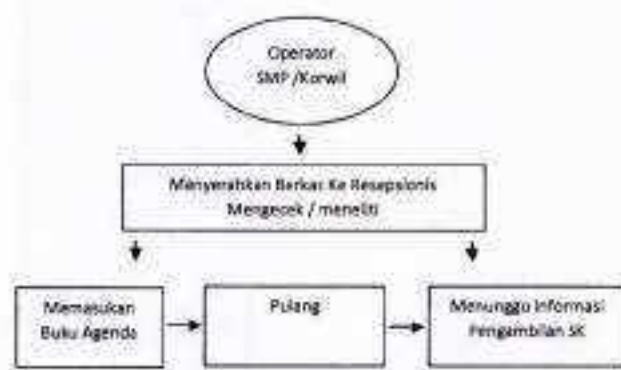 Operator
SMP /Korwil
Menyerahkan Berkas Ke Resepsionis
Mengecek / meneliti
Memasukan
Buku Agenda
Pulang
Menunggu Informasi
Pengambilan SK